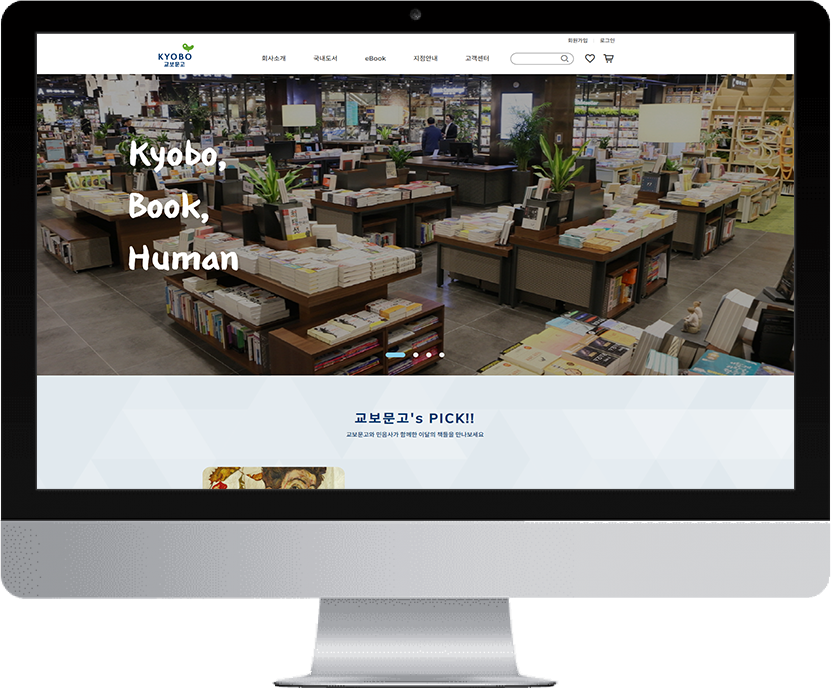 회원가입 로그인
KYOBO
교보문고
회사소개 국내도서 eBook 지점안내 고객센터
Kyobo,
Book,
Human
교보문고's PICK!!
교보문고와 민음사가 함께한 이달의 책들을 만나보세요